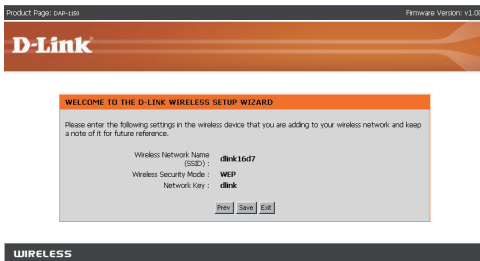 Product Page: DAP-1150 Firmware Version: v1.00
D-Link
WELCOME TO THE D-LINK WIRELESS SETUP WIZARD
Please enter the following settings in the wireless device that you are adding to your wireless network and keep
a note of it for future reference.
Wireless Network Name
(SSID) : dlink16d7
Wireless Security Mode : WEP
Network Key : dlink
Prev Save Exit
WIRELESS